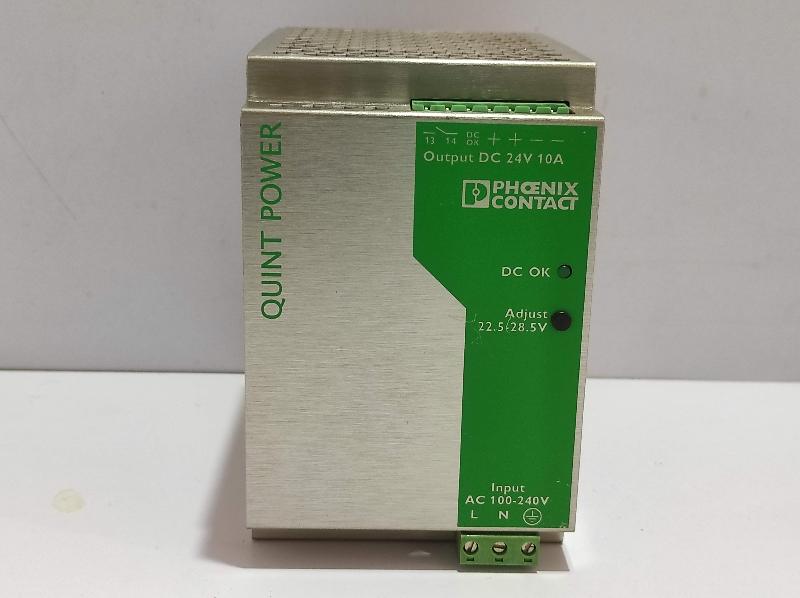 QUINT POWER
13 14 DC OK + + − −
Output DC 24V 10A
PHŒNIX
CONTACT
DC OK
Adjust
22.5-28.5V
Input
AC 100-240V
L N